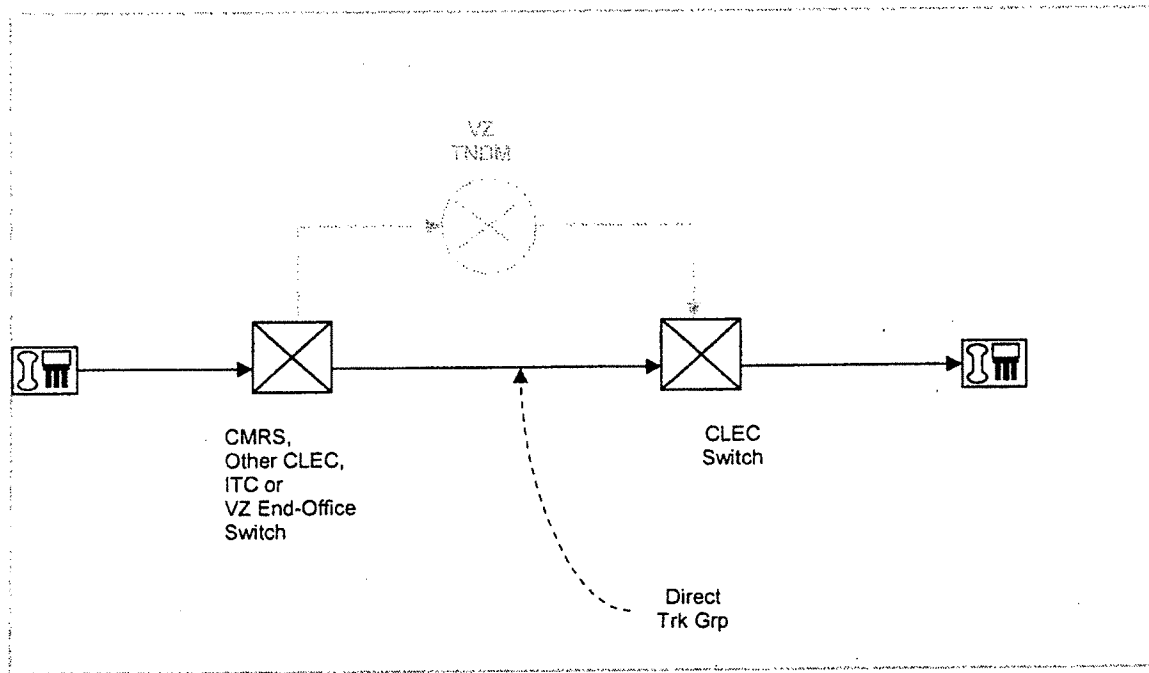 VZ
TNDM
CMRS,
Other CLEC,
ITC or
VZ End-Office
Switch
CLEC
Switch
Direct
Trk Grp